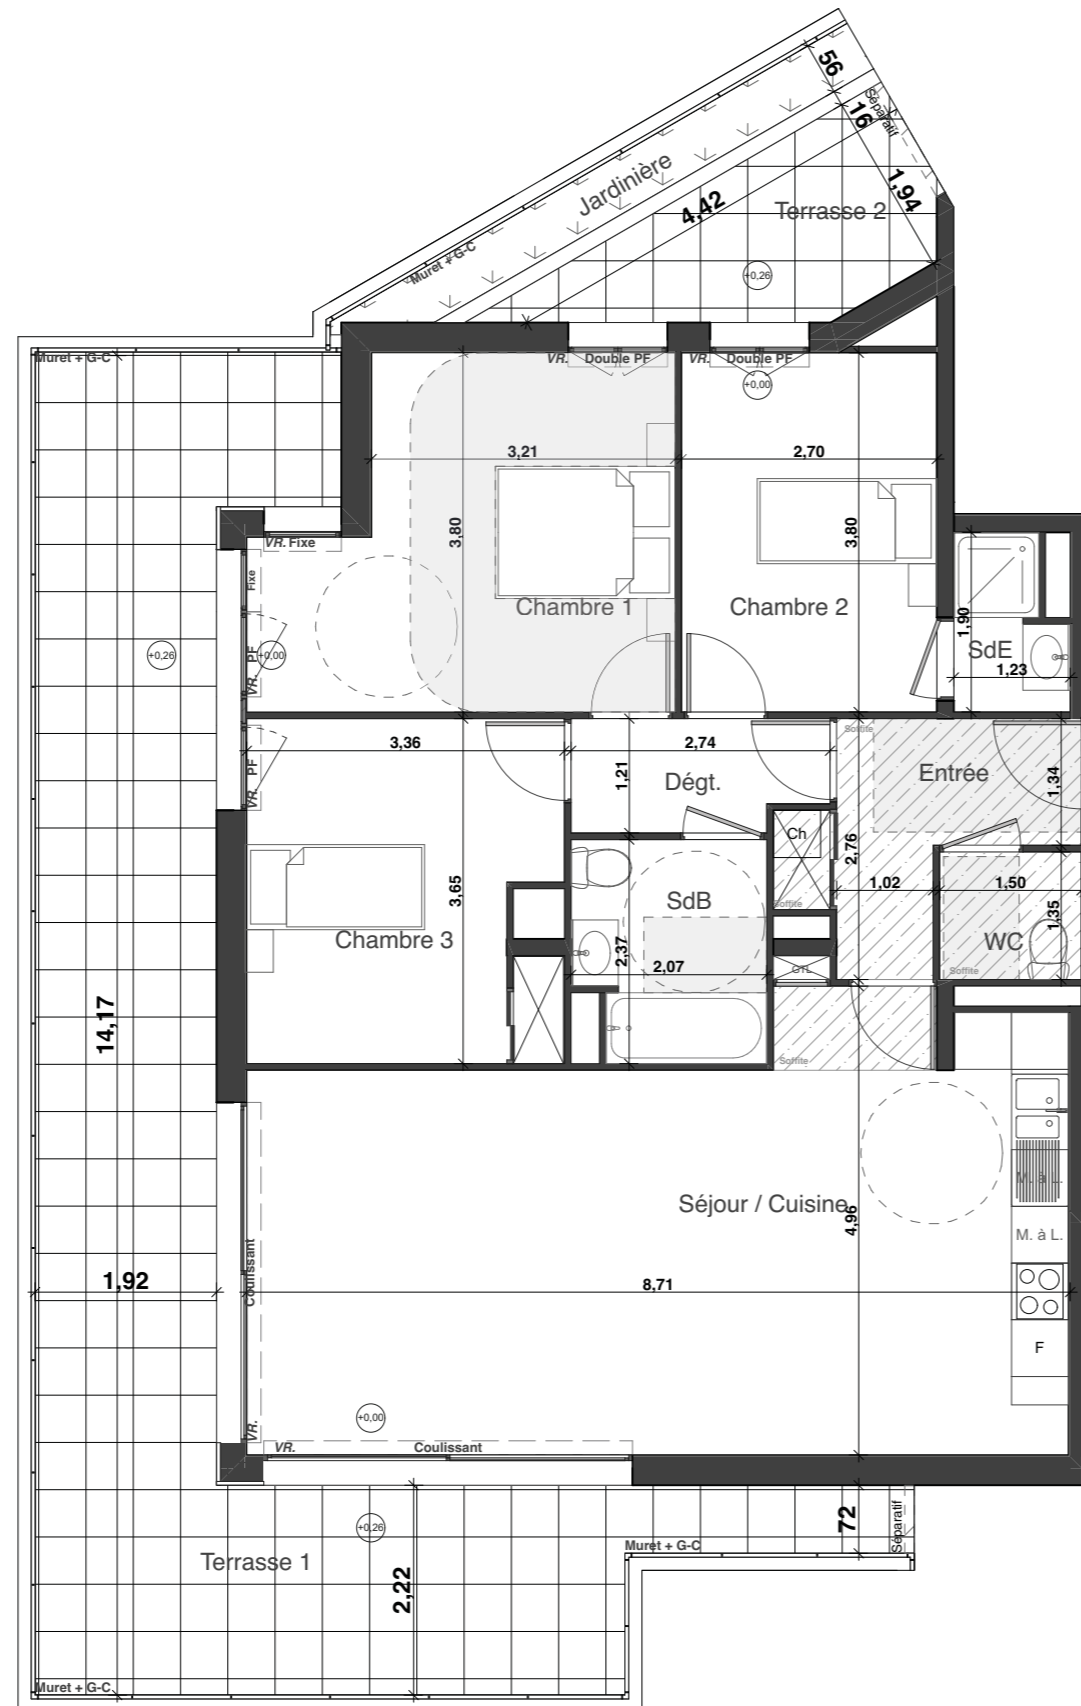 56
16
Séparatif
1,94
Jardinière
4,42
Terrasse 2
Muret + G-C
+0,26
Muret + G-C
VR. Double PF
VR. Double PF
+0,00
3,21
2,70
3,80
3,80
VR. Fixe
Fixe
Chambre 1
Chambre 2
1,90
SdE
1,23
+0,26
+0,00
VR. PF
Soffite
3,36
2,74
1,21
Dégt.
Entrée
1,34
VR. PF
Ch
2,76
3,65
SdB
Soffite
1,02
1,50
1,35
Chambre 3
WC
2,37
2,07
GTL
Soffite
14,17
Soffite
M. à L.
Séjour / Cuisine
4,96
M. à L.
Coulissant
1,92
8,71
F
+0,00
VR.
VR. Coulissant
72
Séparatif
+0,26
Muret + G-C
Terrasse 1
2,22
Muret + G-C